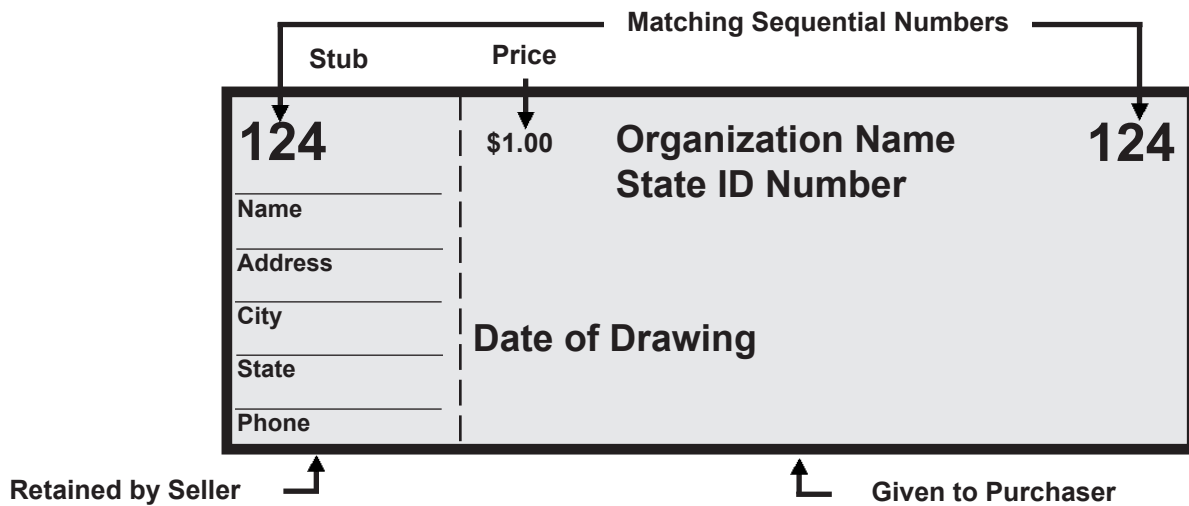 Matching Sequential Numbers
Stub
Price
124
$1.00
Organization Name
124
State ID Number
Name
Address
City
Date of Drawing
State
Phone
Retained by Seller
Given to Purchaser